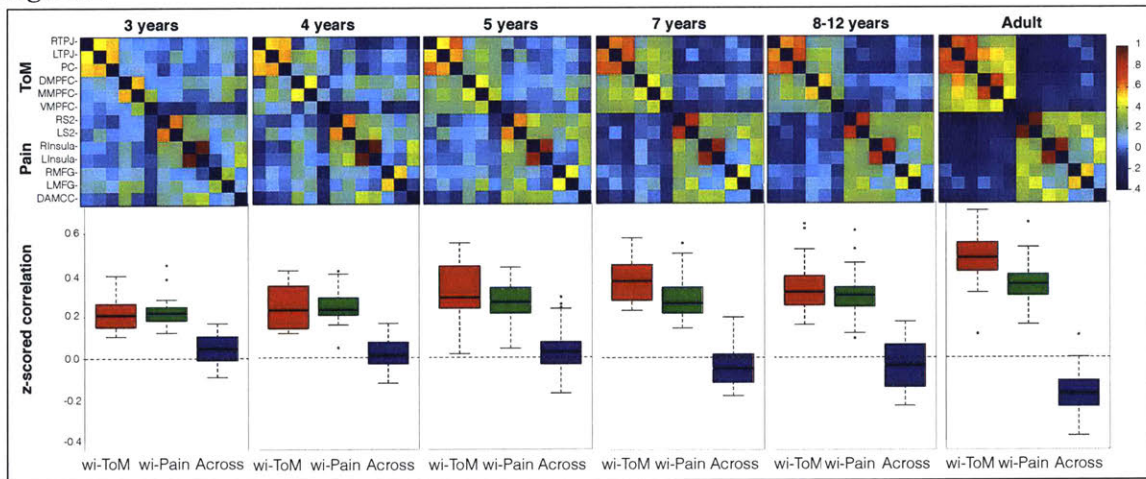 3 years 4 years 5 years 7 years 8-12 years Adult
ToM
RTPJ-
LTPJ-
PC-
DMPFC-
MMPFC-
VMPFC-
Pain
RS2-
LS2-
RInsula-
LInsula-
RMFG-
LMFG-
DAMCC-
1
8
6
4
2
0
2
4
z-scored correlation
0.6
0.4
0.2
0.0
-0.2
-0.4
wi-ToM wi-Pain Across wi-ToM wi-Pain Across wi-ToM wi-Pain Across wi-ToM wi-Pain Across wi-ToM wi-Pain Across wi-ToM wi-Pain Across